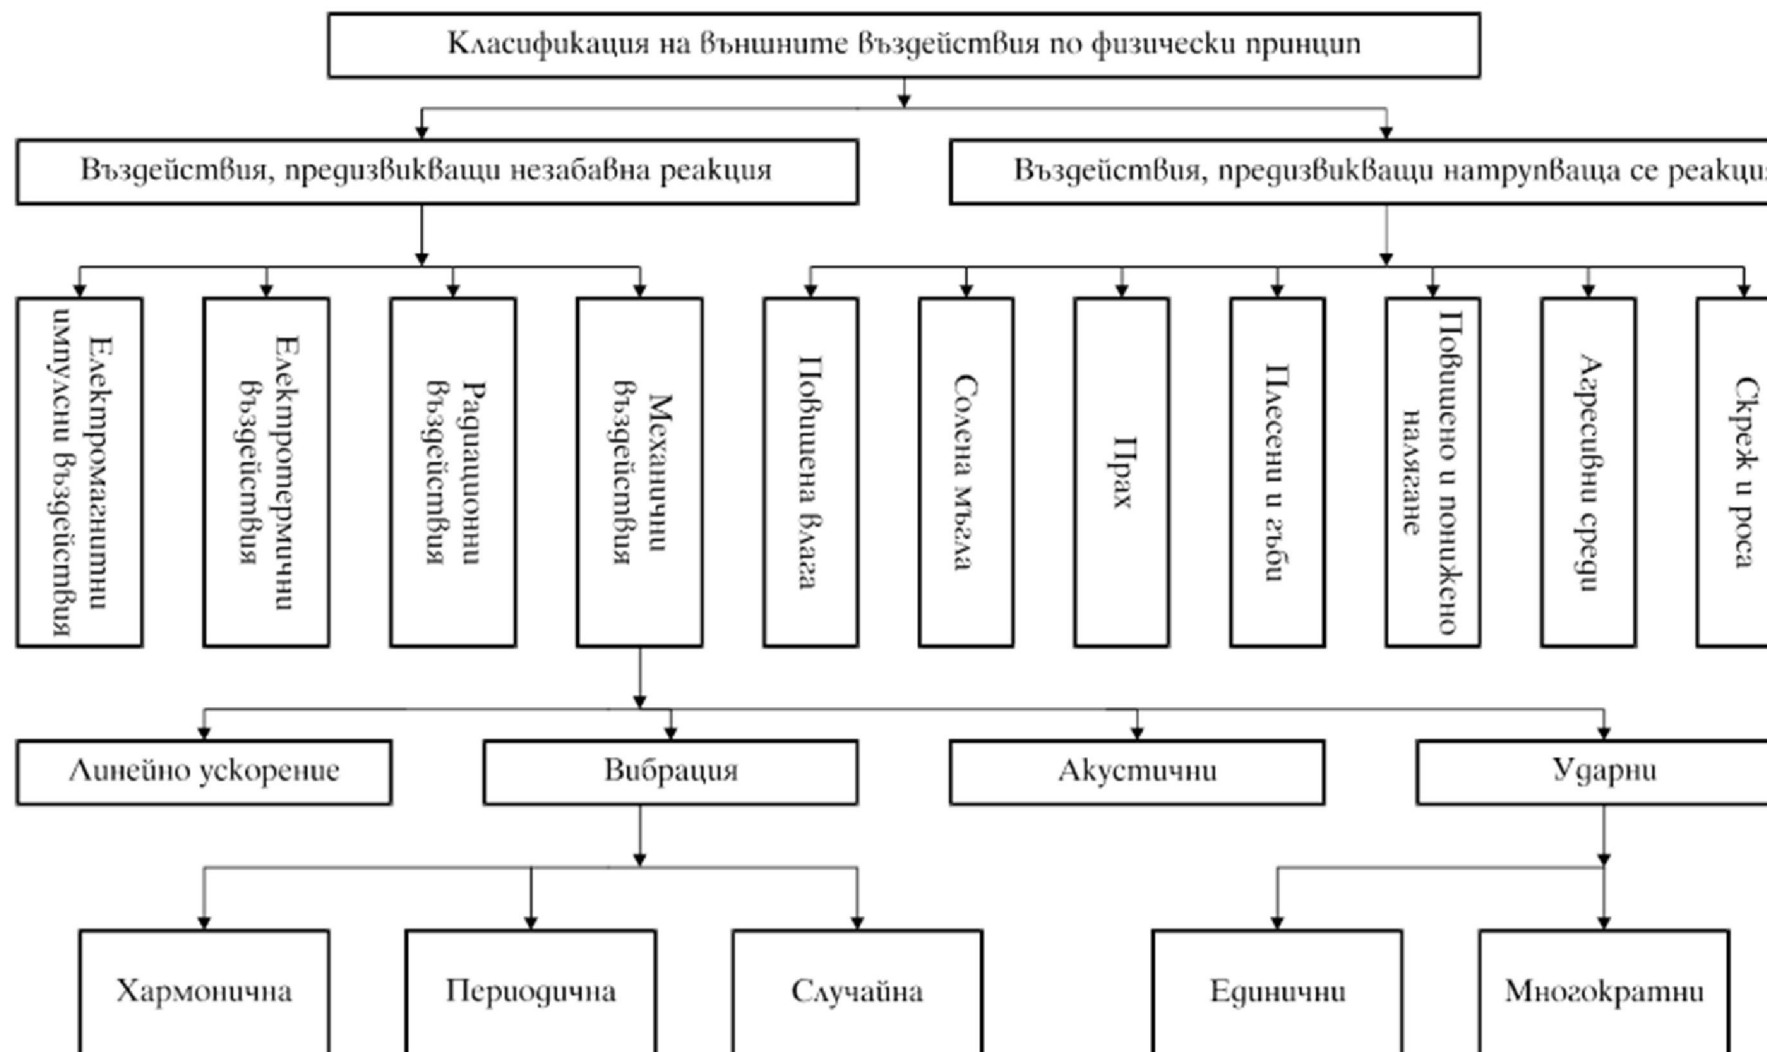 Класификация на външните въздействия по физически принцип
Въздействия, предизвикващи незабавна реакция
Въздействия, предизвикващи натрупваща се реакция
Електромагнитни
импулсни въздействия
Електротермични
въздействия
Радиационни
въздействия
Механични
въздействия
Повишена влага
Солена мъгла
Прах
Плесени и гъби
Повишено и понижено
налягане
Агресивни среди
Скреж и роса
Линейно ускорение
Вибрация
Акустични
Ударни
Хармонична
Периодична
Случайна
Единични
Многократни